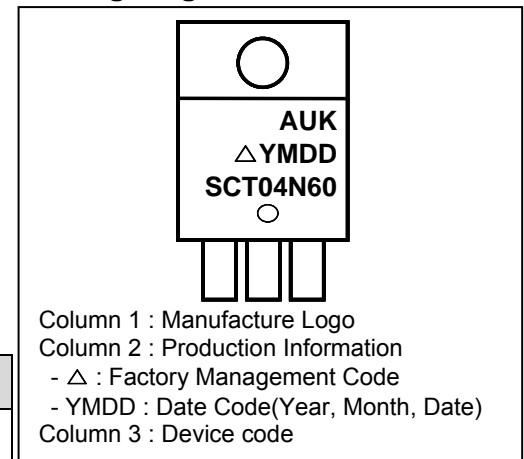 AUK
△YMDD
SCT04N60
Column 1 : Manufacture Logo
Column 2 : Production Information
- △ : Factory Management Code
- YMDD : Date Code(Year, Month, Date)
Column 3 : Device code